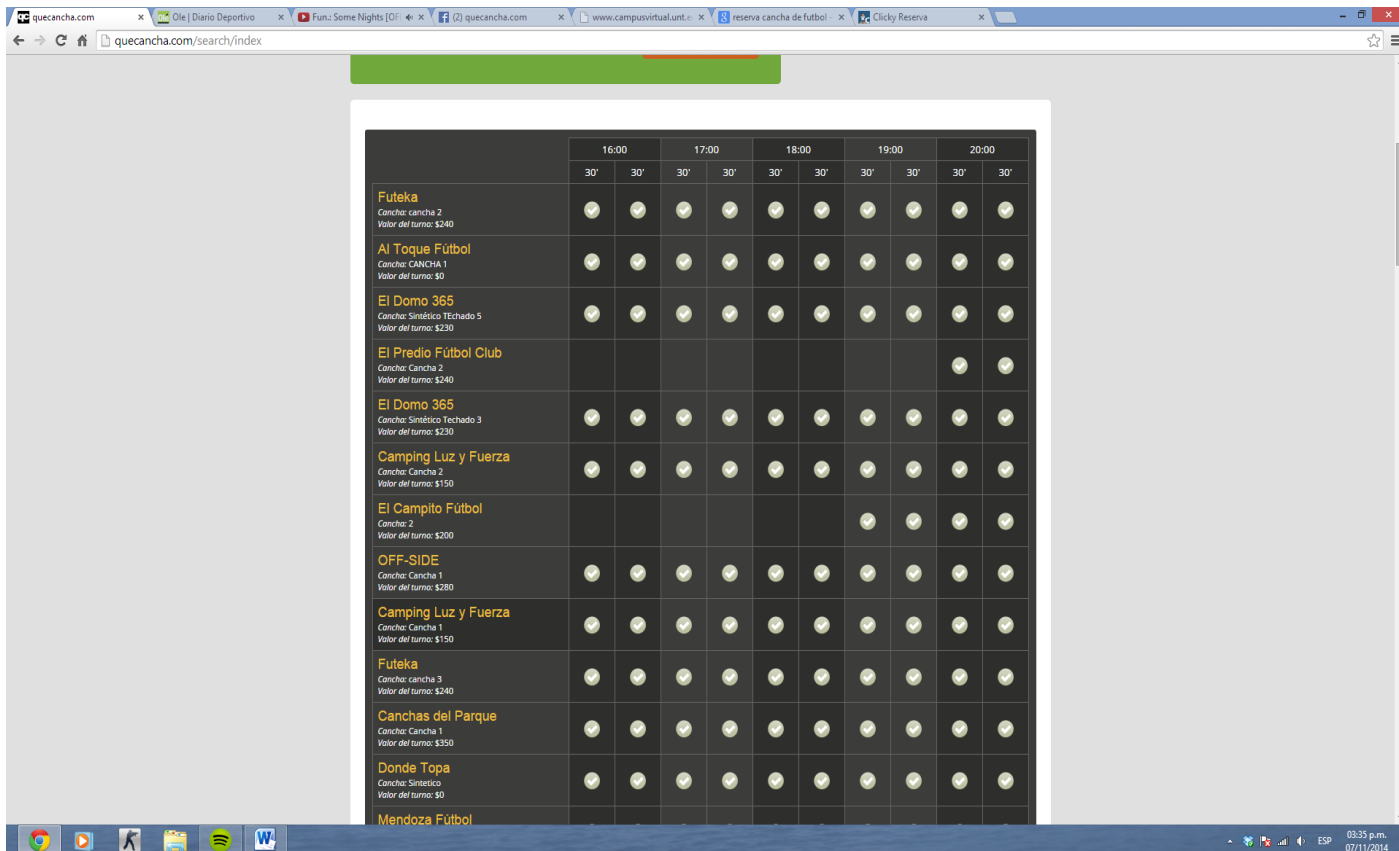 quecancha.com
Ole | Diario Deportivo
Fun.: Some Nights [OFI
(2) quecancha.com
www.campusvirtual.unt.e
reserva cancha de futbol -
Clicky Reserva
quecancha.com/search/index
16:00 17:00 18:00 19:00 20:00
30' 30' 30' 30' 30' 30' 30' 30' 30' 30'
Futeka
Cancha: cancha 2
Valor del turno: $240
Al Toque Fútbol
Cancha: CANCHA 1
Valor del turno: $0
El Domo 365
Cancha: Sintético TEchado 5
Valor del turno: $230
El Predio Fútbol Club
Cancha: Cancha 2
Valor del turno: $240
El Domo 365
Cancha: Sintético Techado 3
Valor del turno: $230
Camping Luz y Fuerza
Cancha: Cancha 2
Valor del turno: $150
El Campito Fútbol
Cancha: 2
Valor del turno: $200
OFF-SIDE
Cancha: Cancha 1
Valor del turno: $280
Camping Luz y Fuerza
Cancha: Cancha 1
Valor del turno: $150
Futeka
Cancha: cancha 3
Valor del turno: $240
Canchas del Parque
Cancha: Cancha 1
Valor del turno: $350
Donde Topa
Cancha: Sintetico
Valor del turno: $0
Mendoza Fútbol
ESP
03:35 p.m.
07/11/2014